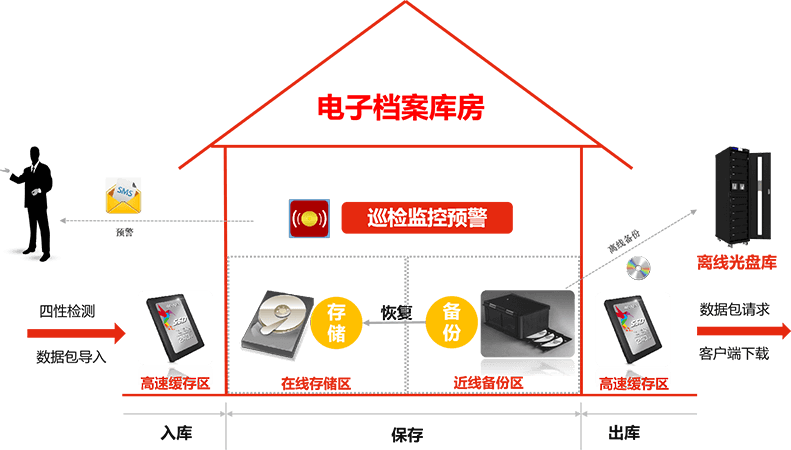 电子档案库房
SMS
巡检监控预警
预警
离线备份
离线光盘库
四性检测
数据包导入
SSD
存储
恢复
备份
数据包请求
客户端下载
SSD
高速缓存区
在线存储区
近线备份区
高速缓存区
入库
保存
出库